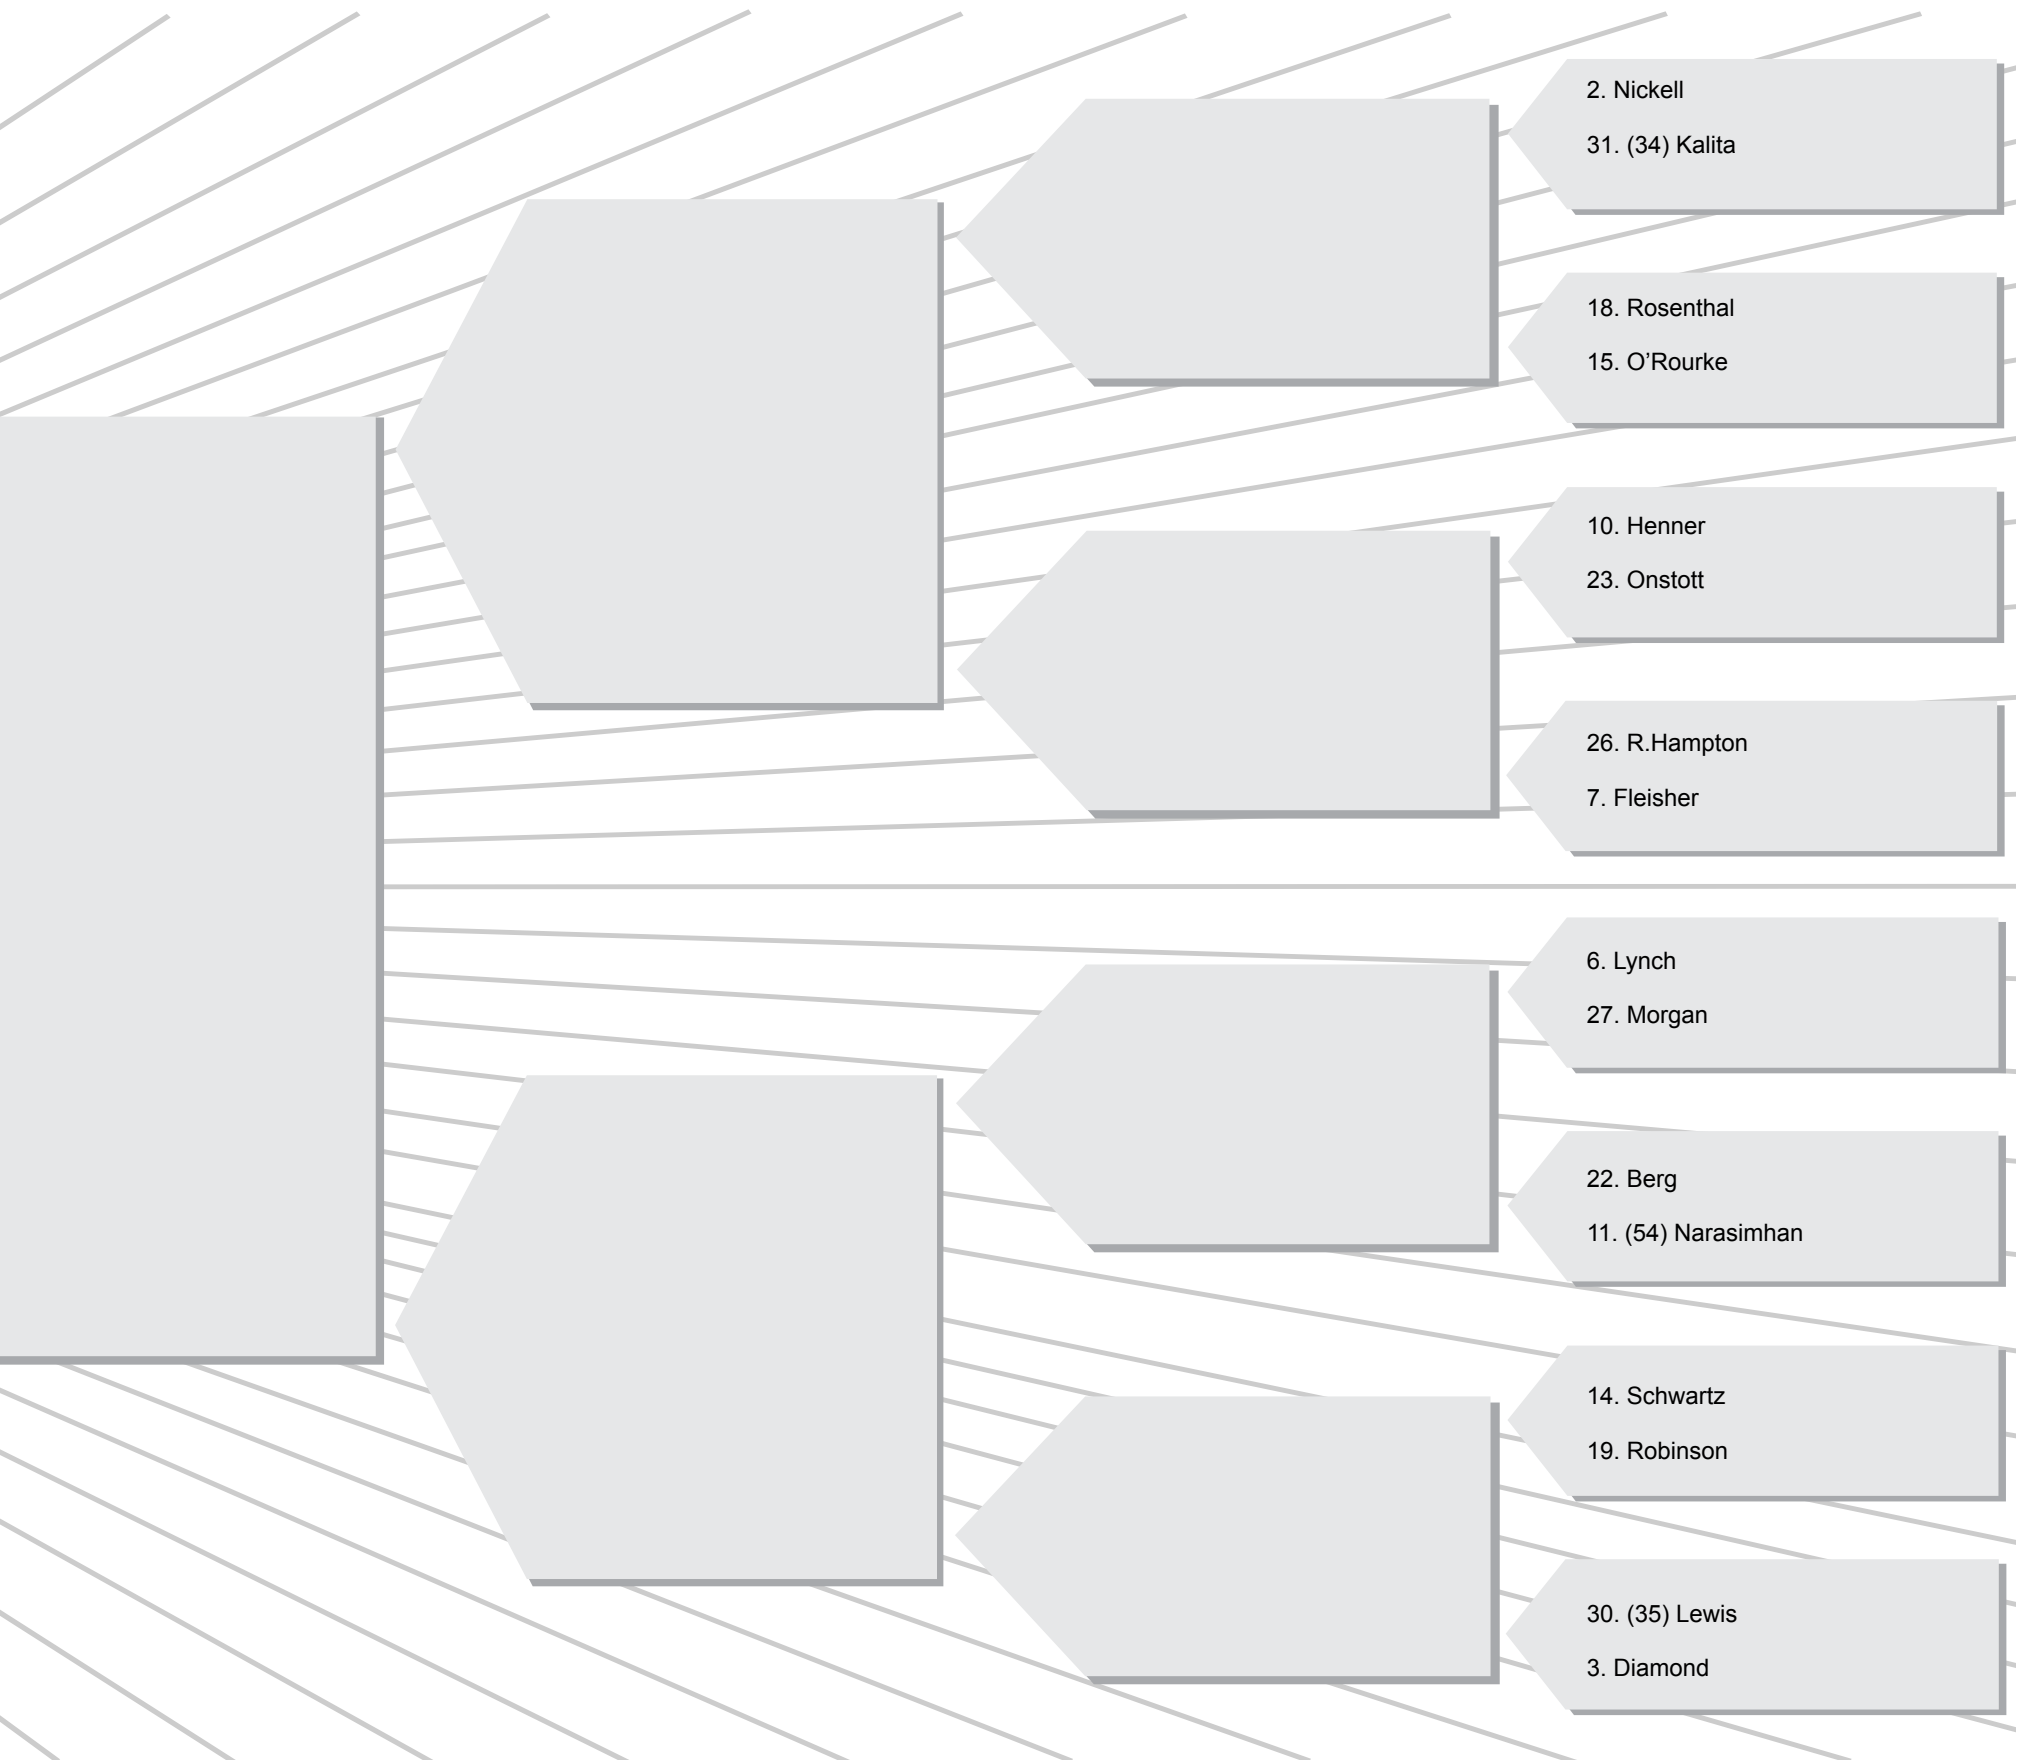 2. Nickell
31. (34) Kalita
18. Rosenthal
15. O’Rourke
10. Henner
23. Onstott
26. R.Hampton
7. Fleisher
6. Lynch
27. Morgan
22. Berg
11. (54) Narasimhan
14. Schwartz
19. Robinson
30. (35) Lewis
3. Diamond